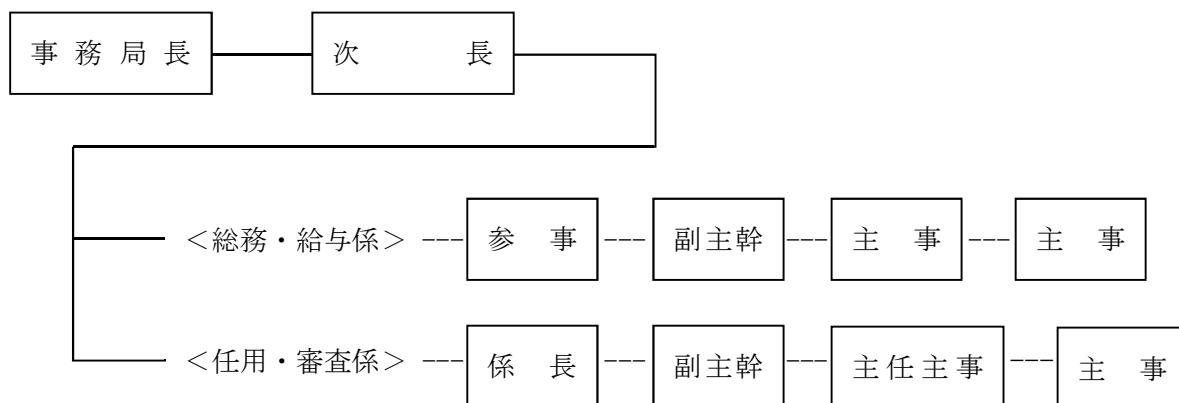 事務局長 次長
<総務・給与係> 参事 副主幹 主事 主事
<任用・審査係> 係長 副主幹 主任主事 主事